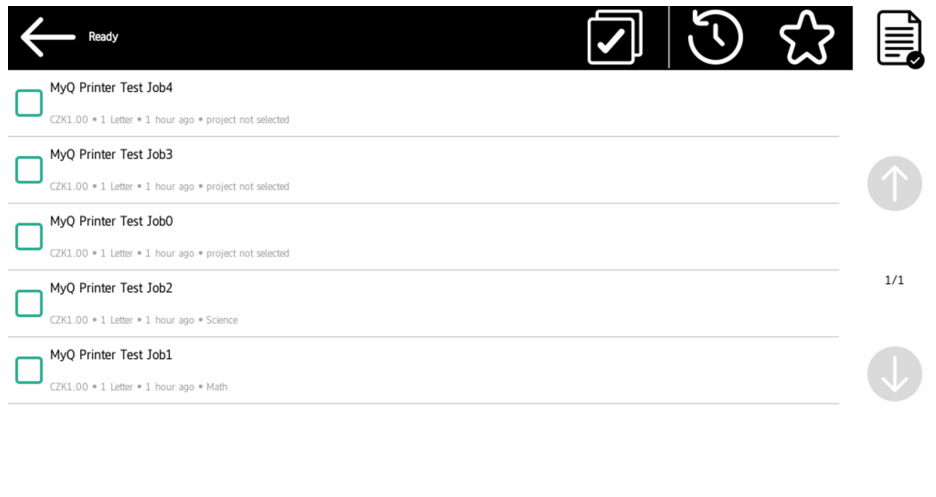 Ready
MyQ Printer Test Job4
CZK1.00 • 1 Letter • 1 hour ago • project not selected
MyQ Printer Test Job3
CZK1.00 • 1 Letter • 1 hour ago • project not selected
MyQ Printer Test Job0
CZK1.00 • 1 Letter • 1 hour ago • project not selected
1/1
MyQ Printer Test Job2
CZK1.00 • 1 Letter • 1 hour ago • Science
MyQ Printer Test Job1
CZK1.00 • 1 Letter • 1 hour ago • Math